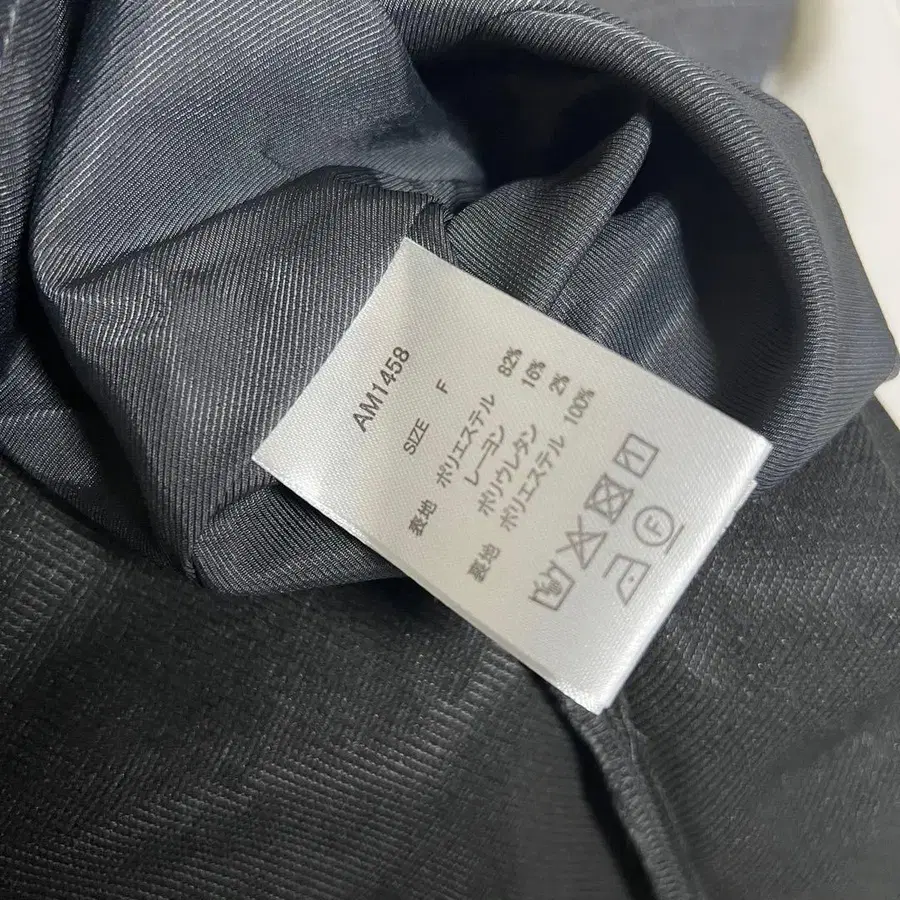 AM1458
SIZE F
表地 ポリエステル 82%
レーヨン 16%
ポリウレタン 2%
裏地 ポリエステル 100%
F